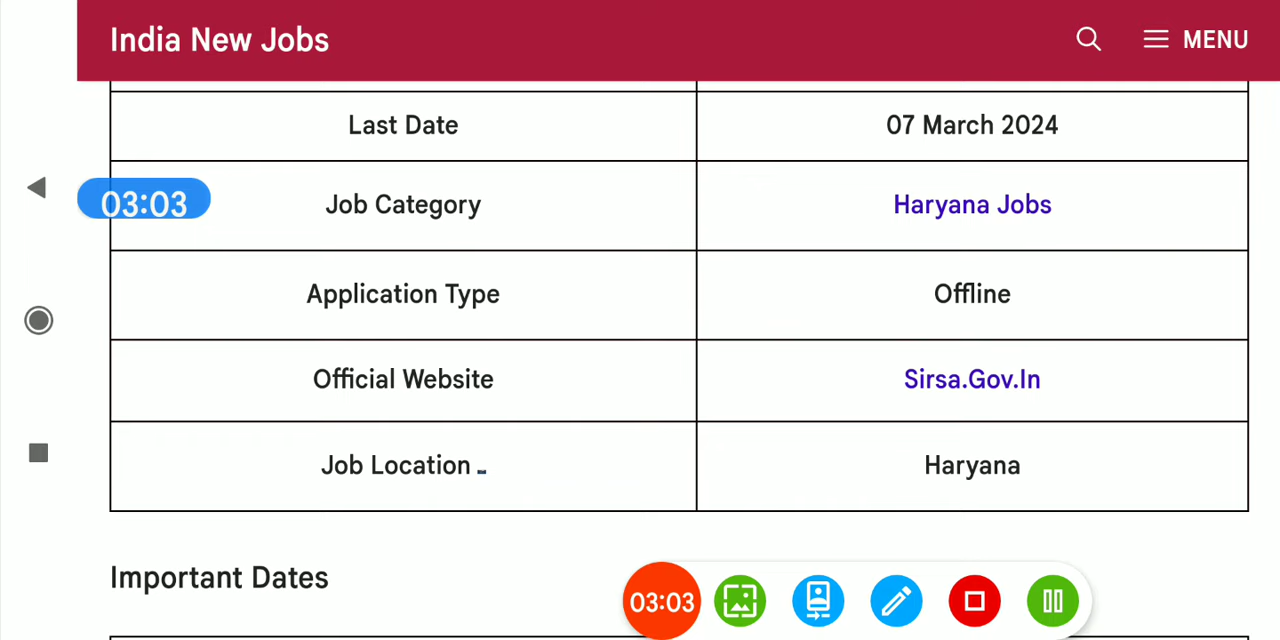 India New Jobs
MENU
Last Date 07 March 2024
03:03
Job Category Haryana Jobs
Application Type Offline
Official Website Sirsa.Gov.In
Job Location Haryana
Important Dates
03:03